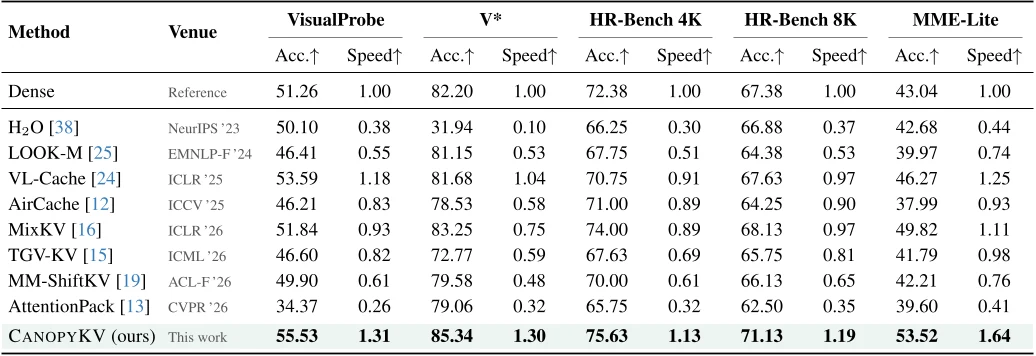 Method Venue VisualProbe V* HR-Bench 4K HR-Bench 8K MME-Lite
Acc.↑ Speed↑ Acc.↑ Speed↑ Acc.↑ Speed↑ Acc.↑ Speed↑ Acc.↑ Speed↑
Dense Reference 51.26 1.00 82.20 1.00 72.38 1.00 67.38 1.00 43.04 1.00
H₂O [38] NeurIPS '23 50.10 0.38 31.94 0.10 66.25 0.30 66.88 0.37 42.68 0.44
LOOK-M [25] EMNLP-F '24 46.41 0.55 81.15 0.53 67.75 0.51 64.38 0.53 39.97 0.74
VL-Cache [24] ICLR '25 53.59 1.18 81.68 1.04 70.75 0.91 67.63 0.97 46.27 1.25
AirCache [12] ICCV '25 46.21 0.83 78.53 0.58 71.00 0.89 64.25 0.90 37.99 0.93
MixKV [16] ICLR '26 51.84 0.93 83.25 0.75 74.00 0.89 68.13 0.97 49.82 1.11
TGV-KV [15] ICML '26 46.60 0.82 72.77 0.59 67.63 0.69 65.75 0.81 41.79 0.98
MM-ShiftKV [19] ACL-F '26 49.90 0.61 79.58 0.48 70.00 0.61 66.13 0.65 42.21 0.76
AttentionPack [13] CVPR '26 34.37 0.26 79.06 0.32 65.75 0.32 62.50 0.35 39.60 0.41
CANOPYKV (ours) This work 55.53 1.31 85.34 1.30 75.63 1.13 71.13 1.19 53.52 1.64